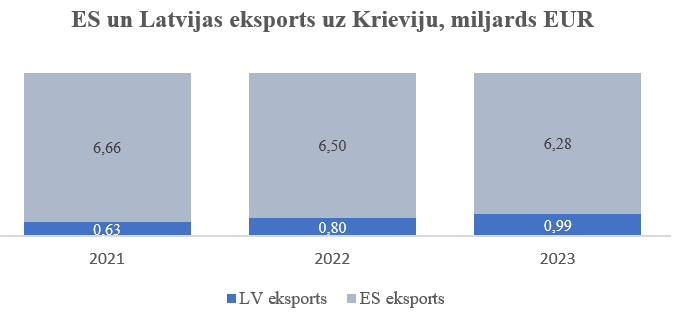 ES un Latvijas eksports uz Krieviju, miljards EUR
6,66 6,50 6,28
0,63 0,80 0,99
2021 2022 2023
LV eksports ES eksports